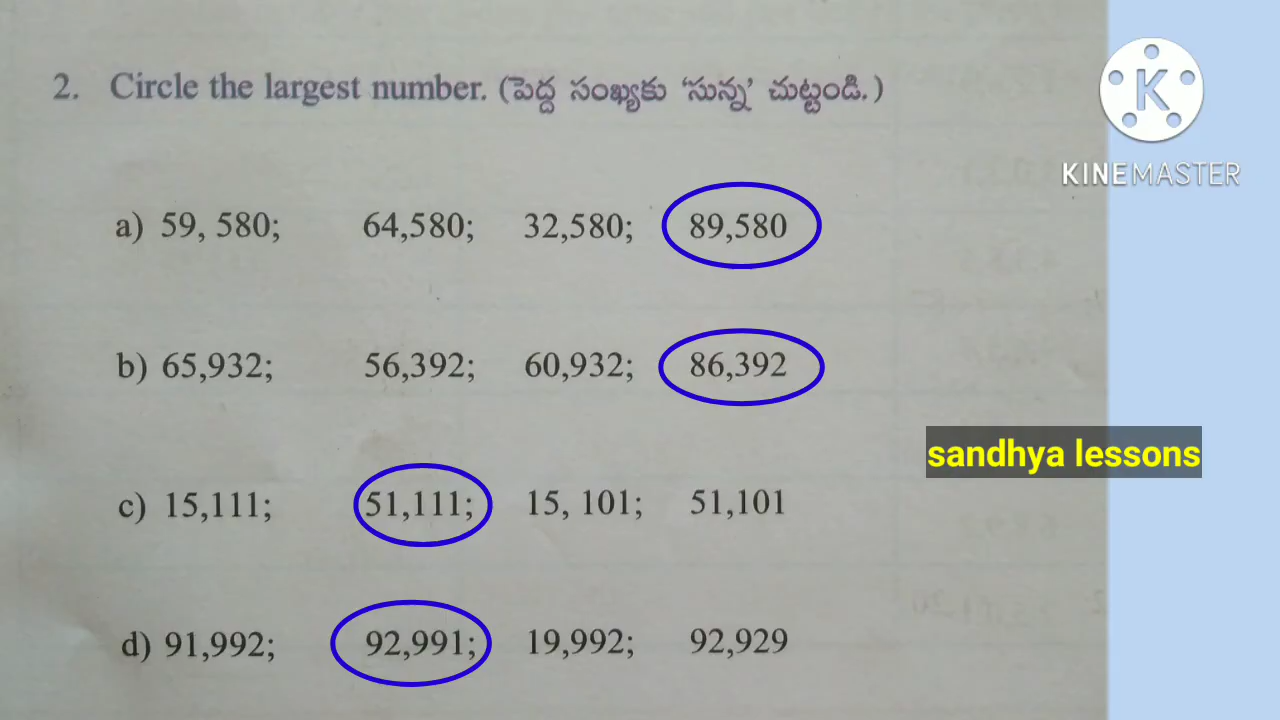 2. Circle the largest number. (పెద్ద సంఖ్యకు 'సున్న' చుట్టండి.)
K
KINEMASTER
a) 59, 580; 64,580; 32,580; 89,580
b) 65,932; 56,392; 60,932; 86,392
sandhya lessons
c) 15,111; 51,111; 15, 101; 51,101
d) 91,992; 92,991; 19,992; 92,929